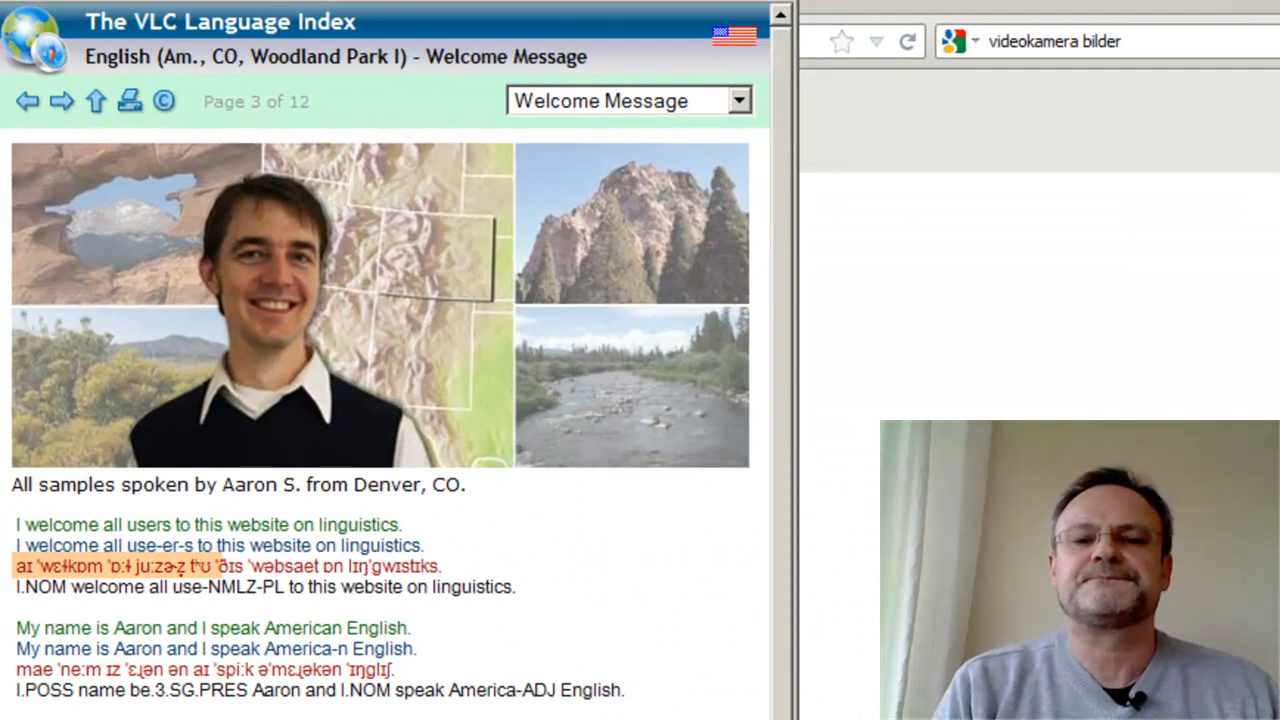 The VLC Language Index
English (Am., CO, Woodland Park I) - Welcome Message
videokamera bilder
Page 3 of 12
Welcome Message
All samples spoken by Aaron S. from Denver, CO.
I welcome all users to this website on linguistics.
I welcome all use-er-s to this website on linguistics.
aɪ ˈwɛɫkɒm ˈɒːɫ juːzɚz̥ tᵊʊ ˈðɪs ˈwəbsaet ɒn lɪŋˈgwɪstɪks.
I.NOM welcome all use-NMLZ-PL to this website on linguistics.
My name is Aaron and I speak American English.
My name is Aaron and I speak America-n English.
mae ˈneːm ɪz ˈɛɹən ən aɪ ˈspiːk əˈmɛɹəkən ˈɪŋglɪʃ.
I.POSS name be.3.SG.PRES Aaron and I.NOM speak America-ADJ English.